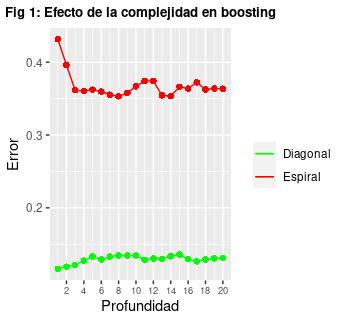 Fig 1: Efecto de la complejidad en boosting
Error
0.4
0.3
0.2
2 4 6 8 10 12 14 16 18 20
Profundidad
Diagonal
Espiral